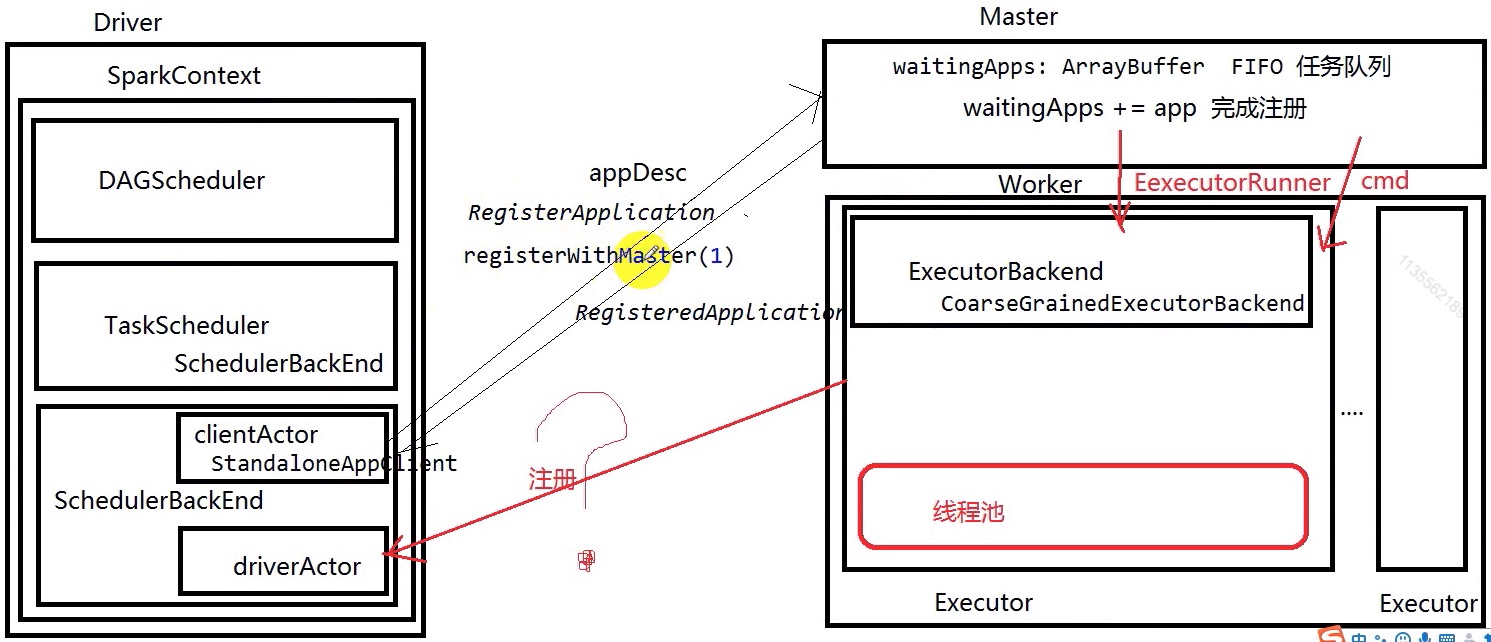 Driver
SparkContext
DAGScheduler
TaskScheduler
SchedulerBackEnd
clientActor
StandaloneAppClient
SchedulerBackEnd
driverActor
appDesc
RegisterApplication
registerWithMaster(1)
RegisteredApplication
注册
Master
waitingApps: ArrayBuffer FIFO 任务队列
waitingApps += app 完成注册
Worker
EexecutorRunner
cmd
ExecutorBackend
CoarseGrainedExecutorBackend
线程池
....
Executor
Executor
中